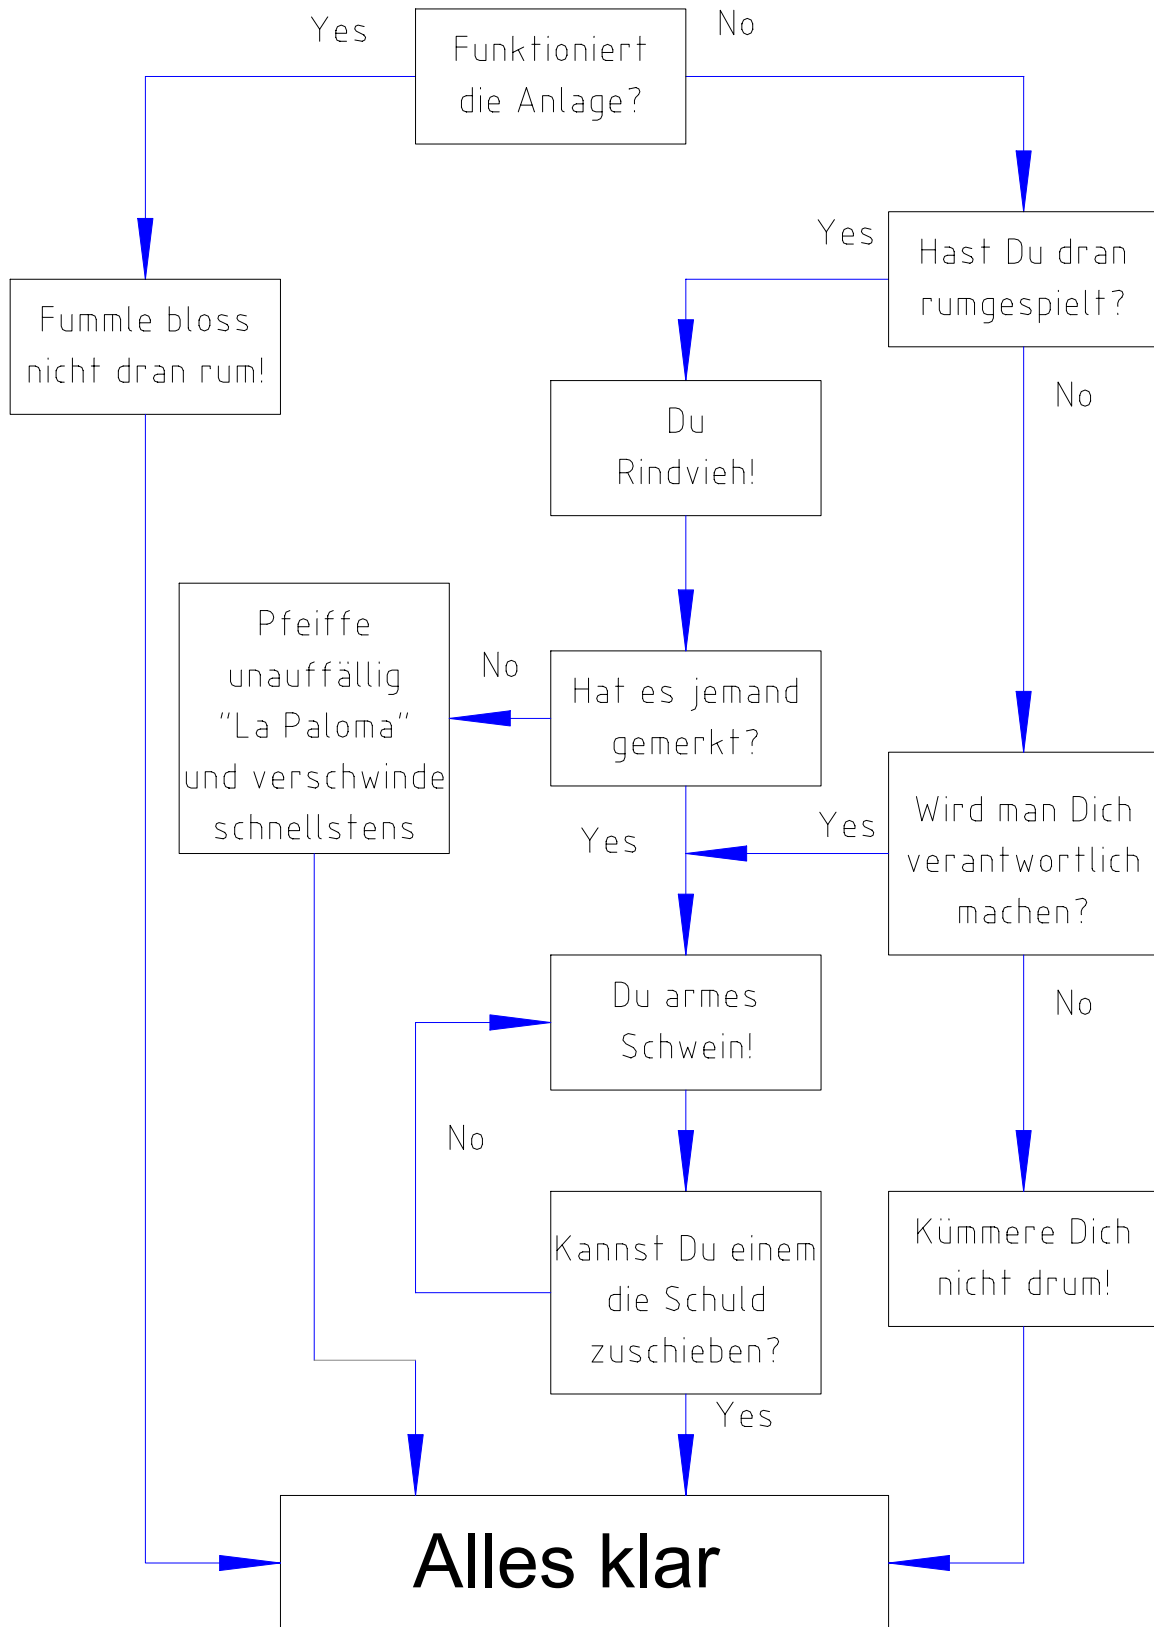 Yes
Funktioniert
die Anlage?
No
Yes
Hast Du dran
rumgespielt?
No
Fummle bloss
nicht dran rum!
Du
Rindvieh!
Pfeiffe
unauffällig
"La Paloma"
und verschwinde
schnellstens
No
Hat es jemand
gemerkt?
Yes
Yes
Wird man Dich
verantwortlich
machen?
No
Du armes
Schwein!
No
Kannst Du einem
die Schuld
zuschieben?
Yes
Kümmere Dich
nicht drum!
Alles klar